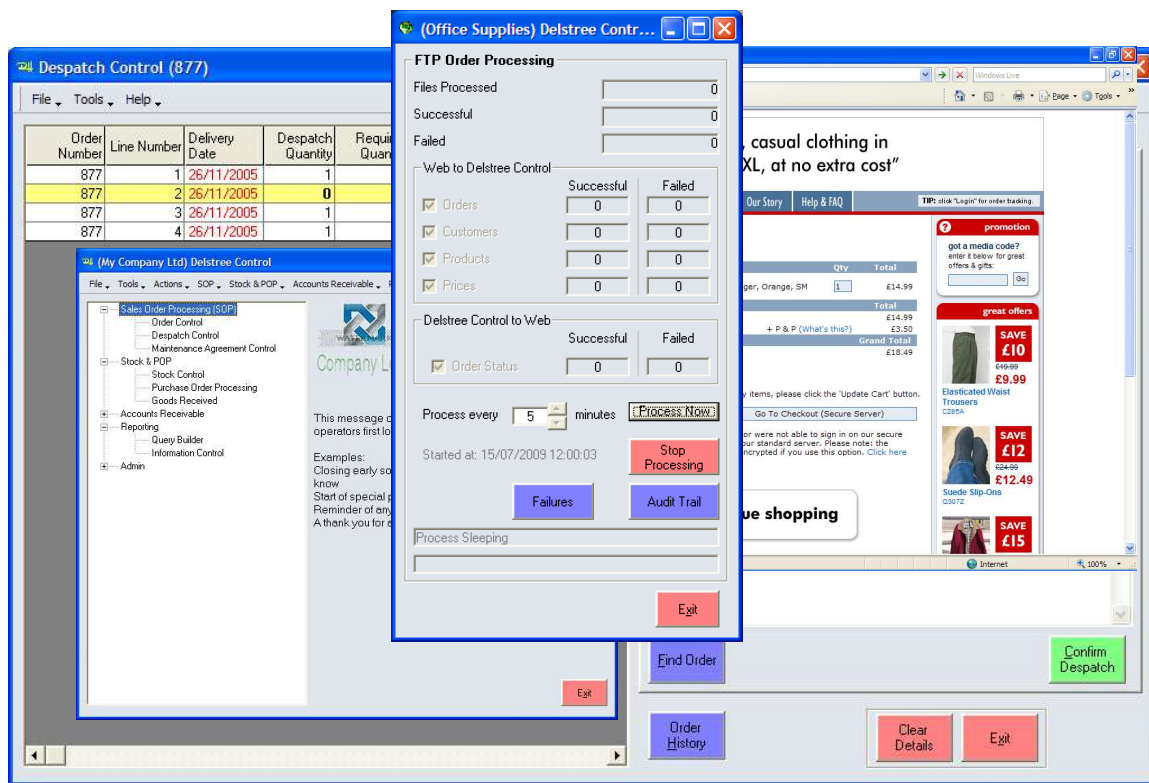 (Office Supplies) Delstree Contr...
FTP Order Processing
Files Processed 0
Successful 0
Failed 0
Web to Delstree Control
Successful Failed
Orders 0 0
Customers 0 0
Products 0 0
Prices 0 0
Delstree Control to Web
Successful Failed
Order Status 0 0
Process every 5 minutes Process Now
Started at: 15/07/2009 12:00:03
Stop Processing
Failures
Audit Trail
Process Sleeping
Exit
Despatch Control (877)
File Tools Help
Order Number Line Number Delivery Date Despatch Quantity
877 1 26/11/2005 1
877 2 26/11/2005 0
877 3 26/11/2005 1
877 4 26/11/2005 1
(My Company Ltd) Delstree Control
File Tools Actions SOP Stock & POP Accounts Receivable
Sales Order Processing (SOP)
Order Control
Despatch Control
Maintenance Agreement Control
Stock & POP
Stock Control
Purchase Order Processing
Goods Received
Accounts Receivable
Reporting
Query Builder
Information Control
Admin
Company L
This message
operators first lo
Examples:
Closing early so
know
Start of special p
Reminder of any
A thank you for
Exit
Windows Live
Page Tools
, casual clothing in
XL, at no extra cost”
Our Story Help & FAQ
TIP: click "Login" for order tracking.
Qty Total
ger, Orange, SM 1 £14.99
Total
£14.99
+ P & P (What's this?) £3.50
Grand Total
£18.49
y items, please click the 'Update Cart' button.
Go To Checkout (Secure Server)
or were not able to sign in on our secure
our standard server. Please note: the
ncrypted if you use this option. Click here
ue shopping
promotion
got a media code?
enter it below for great
offers & gifts:
Go
great offers
SAVE
£10
£19.99
£9.99
Elasticated Waist
Trousers
C285A
SAVE
£12
£24.99
£12.49
Suede Slip-Ons
Q307Z
SAVE
£15
Internet 100%
Find Order
Confirm Despatch
Order History
Clear Details
Exit